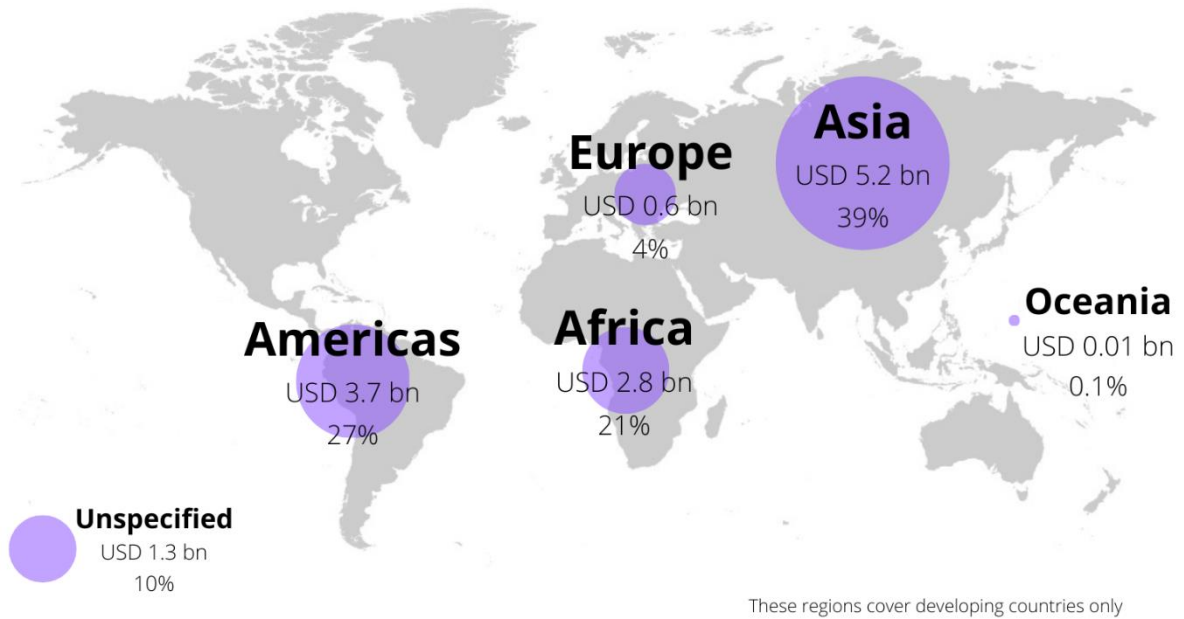 Asia
USD 5.2 bn
39%
Europe
USD 0.6 bn
4%
Oceania
USD 0.01 bn
0.1%
Americas
USD 3.7 bn
27%
Africa
USD 2.8 bn
21%
Unspecified
USD 1.3 bn
10%
These regions cover developing countries only